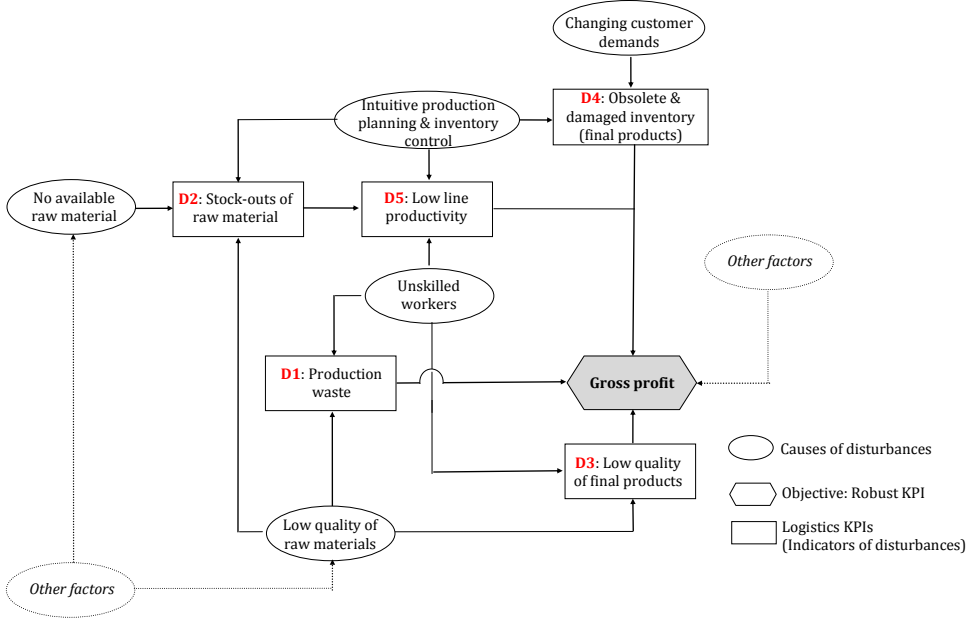 Changing customer
demands
D4: Obsolete &
damaged inventory
(final products)
Intuitive production
planning & inventory
control
No available
raw material
D2: Stock-outs of
raw material
D5: Low line
productivity
Other factors
Unskilled
workers
D1: Production
waste
Gross profit
D3: Low quality
of final products
Causes of disturbances
Objective: Robust KPI
Logistics KPIs
(Indicators of disturbances)
Low quality of
raw materials
Other factors